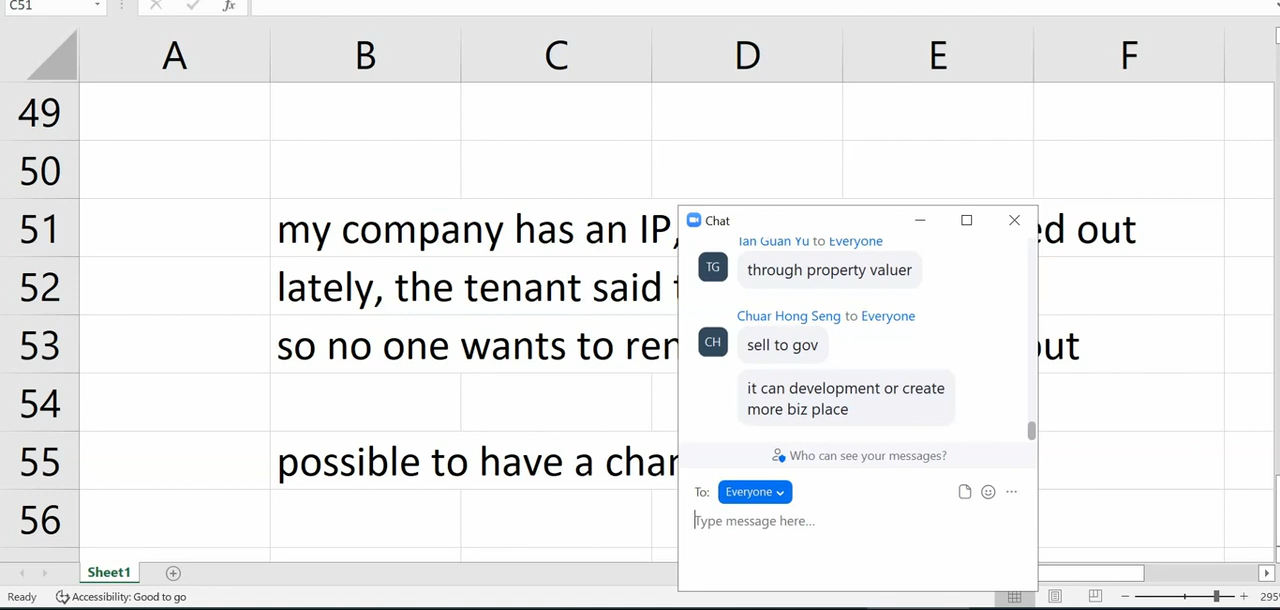 C51
fx
A B C D E F
49
50
51 my company has an IP, ed out
52 lately, the tenant said
53 so no one wants to ren out
54
55 possible to have a
56
Chat
Tan Guan Yu to Everyone
TG
through property valuer
Chuar Hong Seng to Everyone
CH
sell to gov
it can development or create
more biz place
Who can see your messages?
To: Everyone
Type message here...
Sheet1
Ready Accessibility: Good to go
295